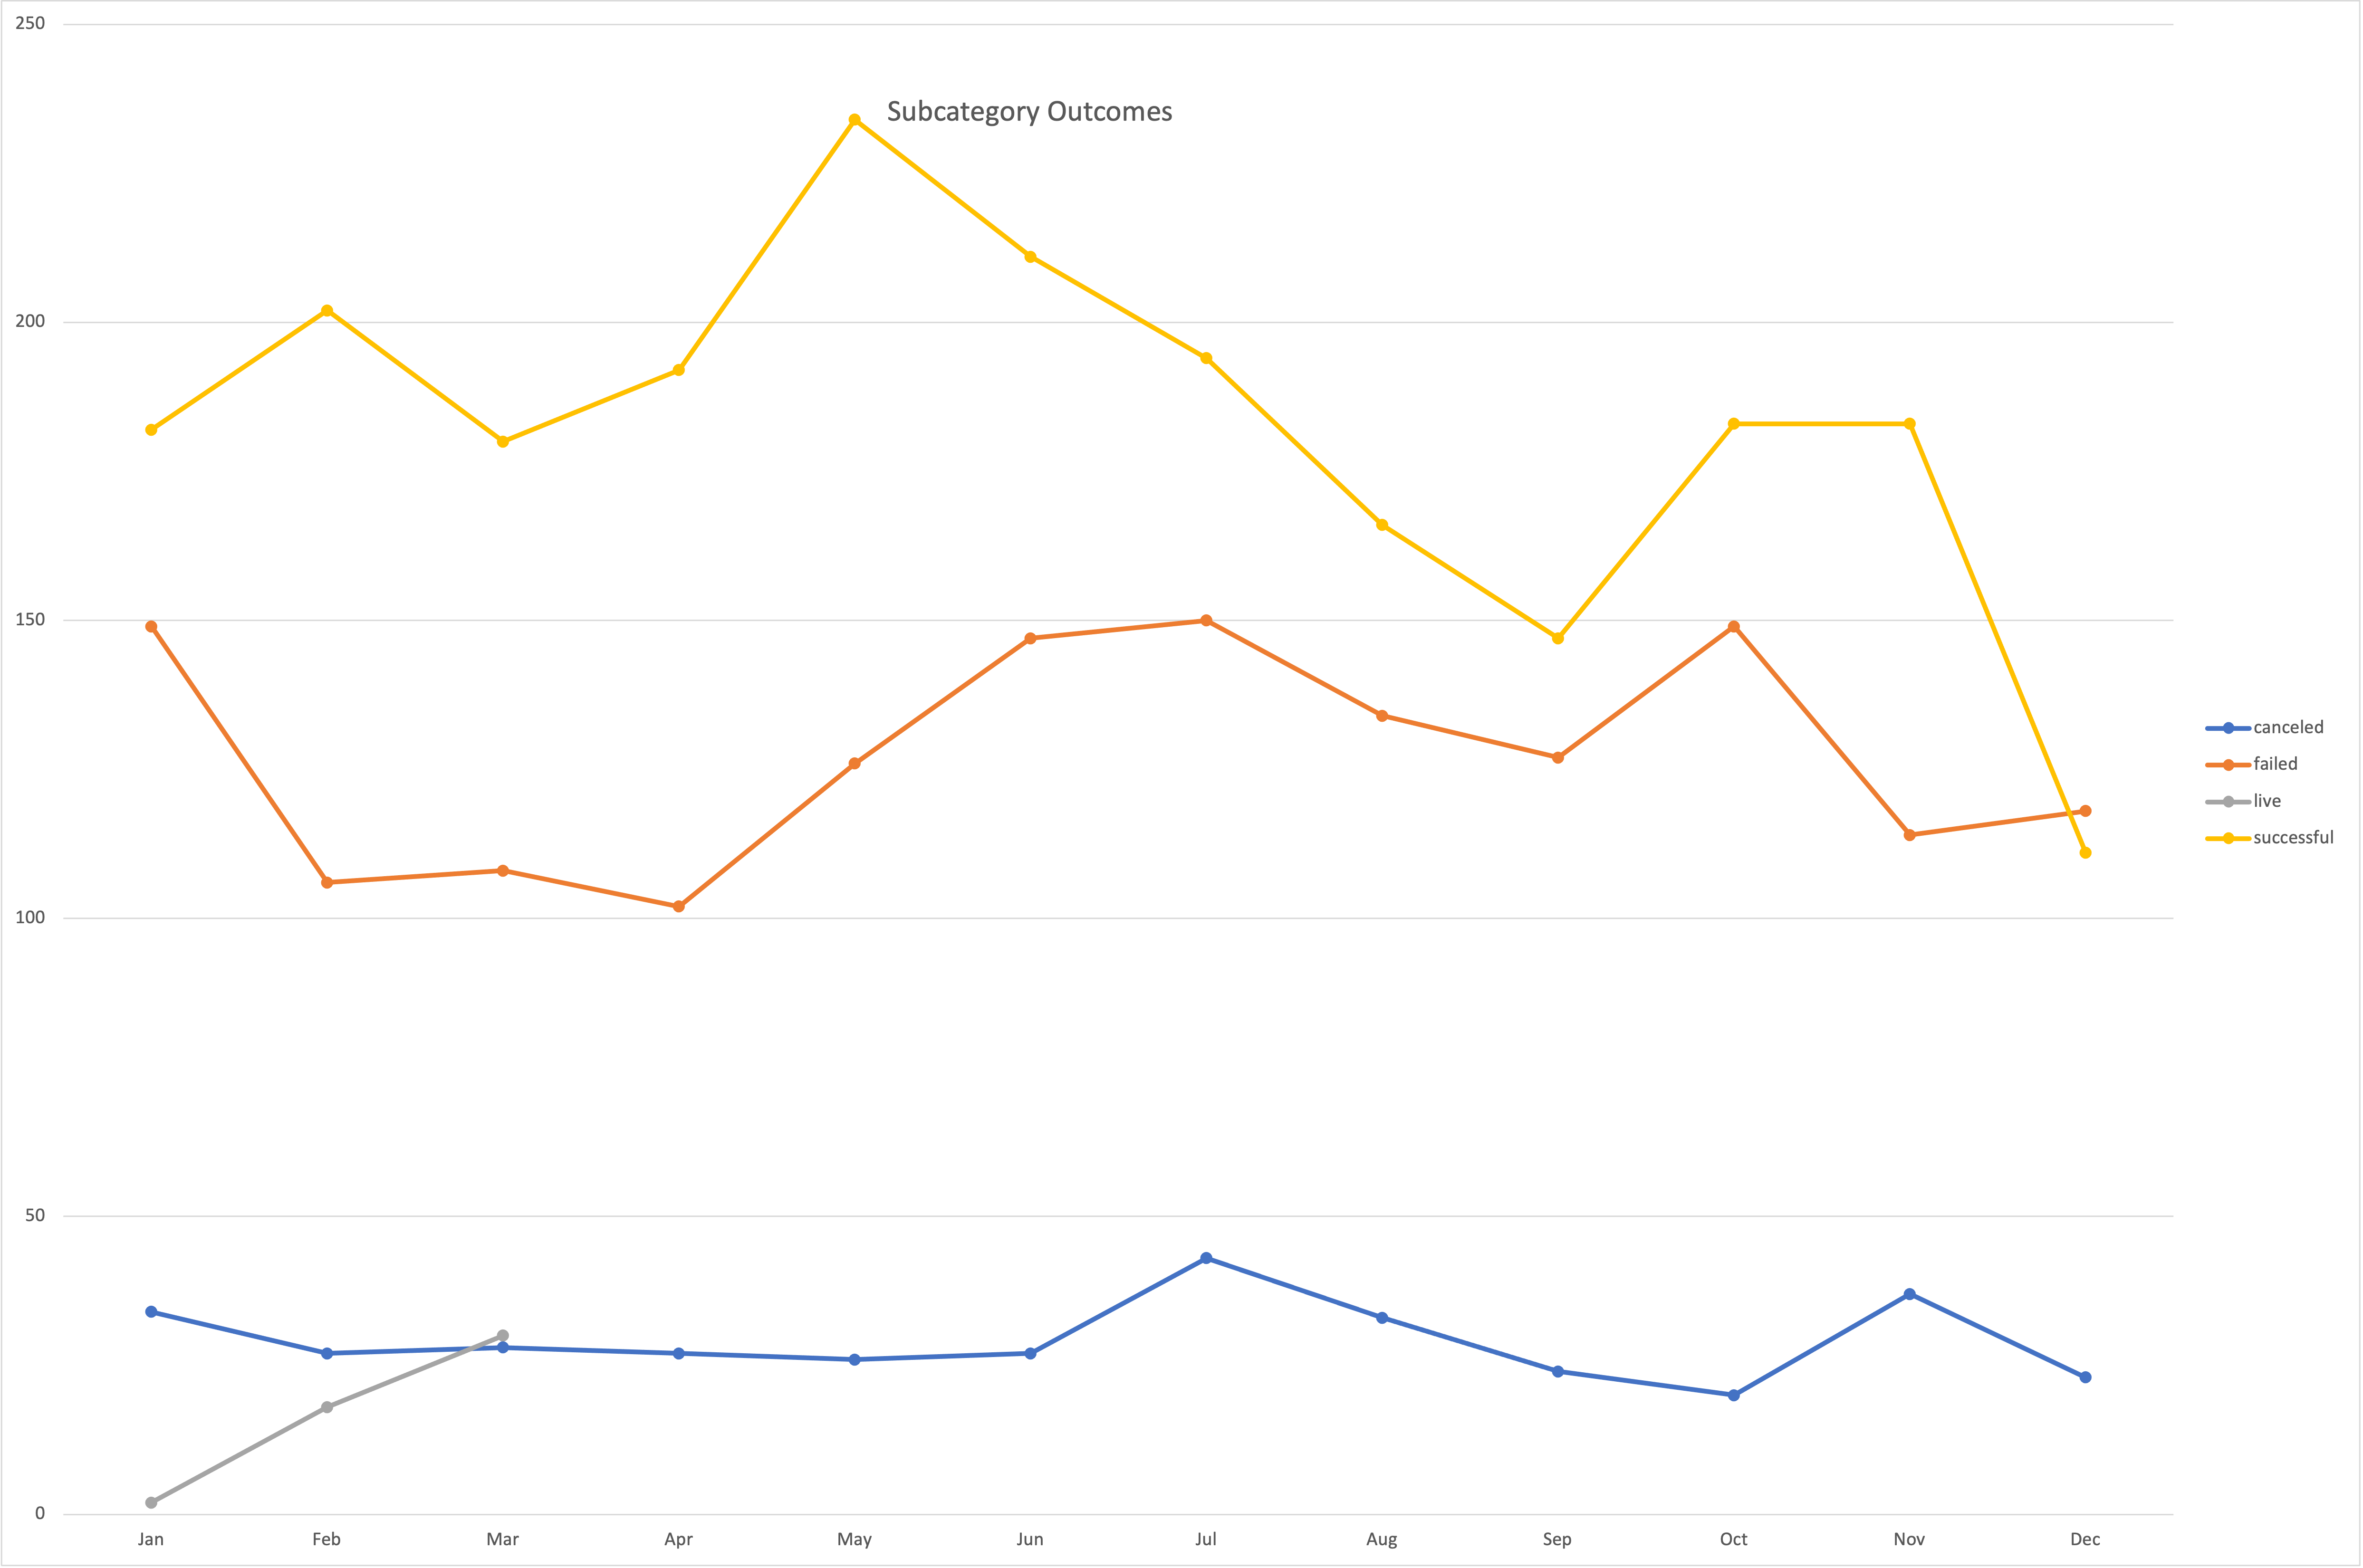 Subcategory Outcomes
250
200
150
100
50
0
Jan Feb Mar Apr May Jun Jul Aug Sep Oct Nov Dec
canceled
failed
live
successful